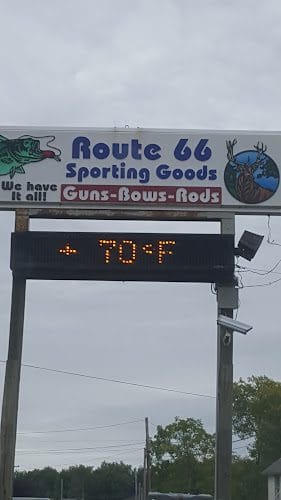 Route 66
Sporting Goods
We have
it all!
Guns-Bows-Rods
+ 70°F